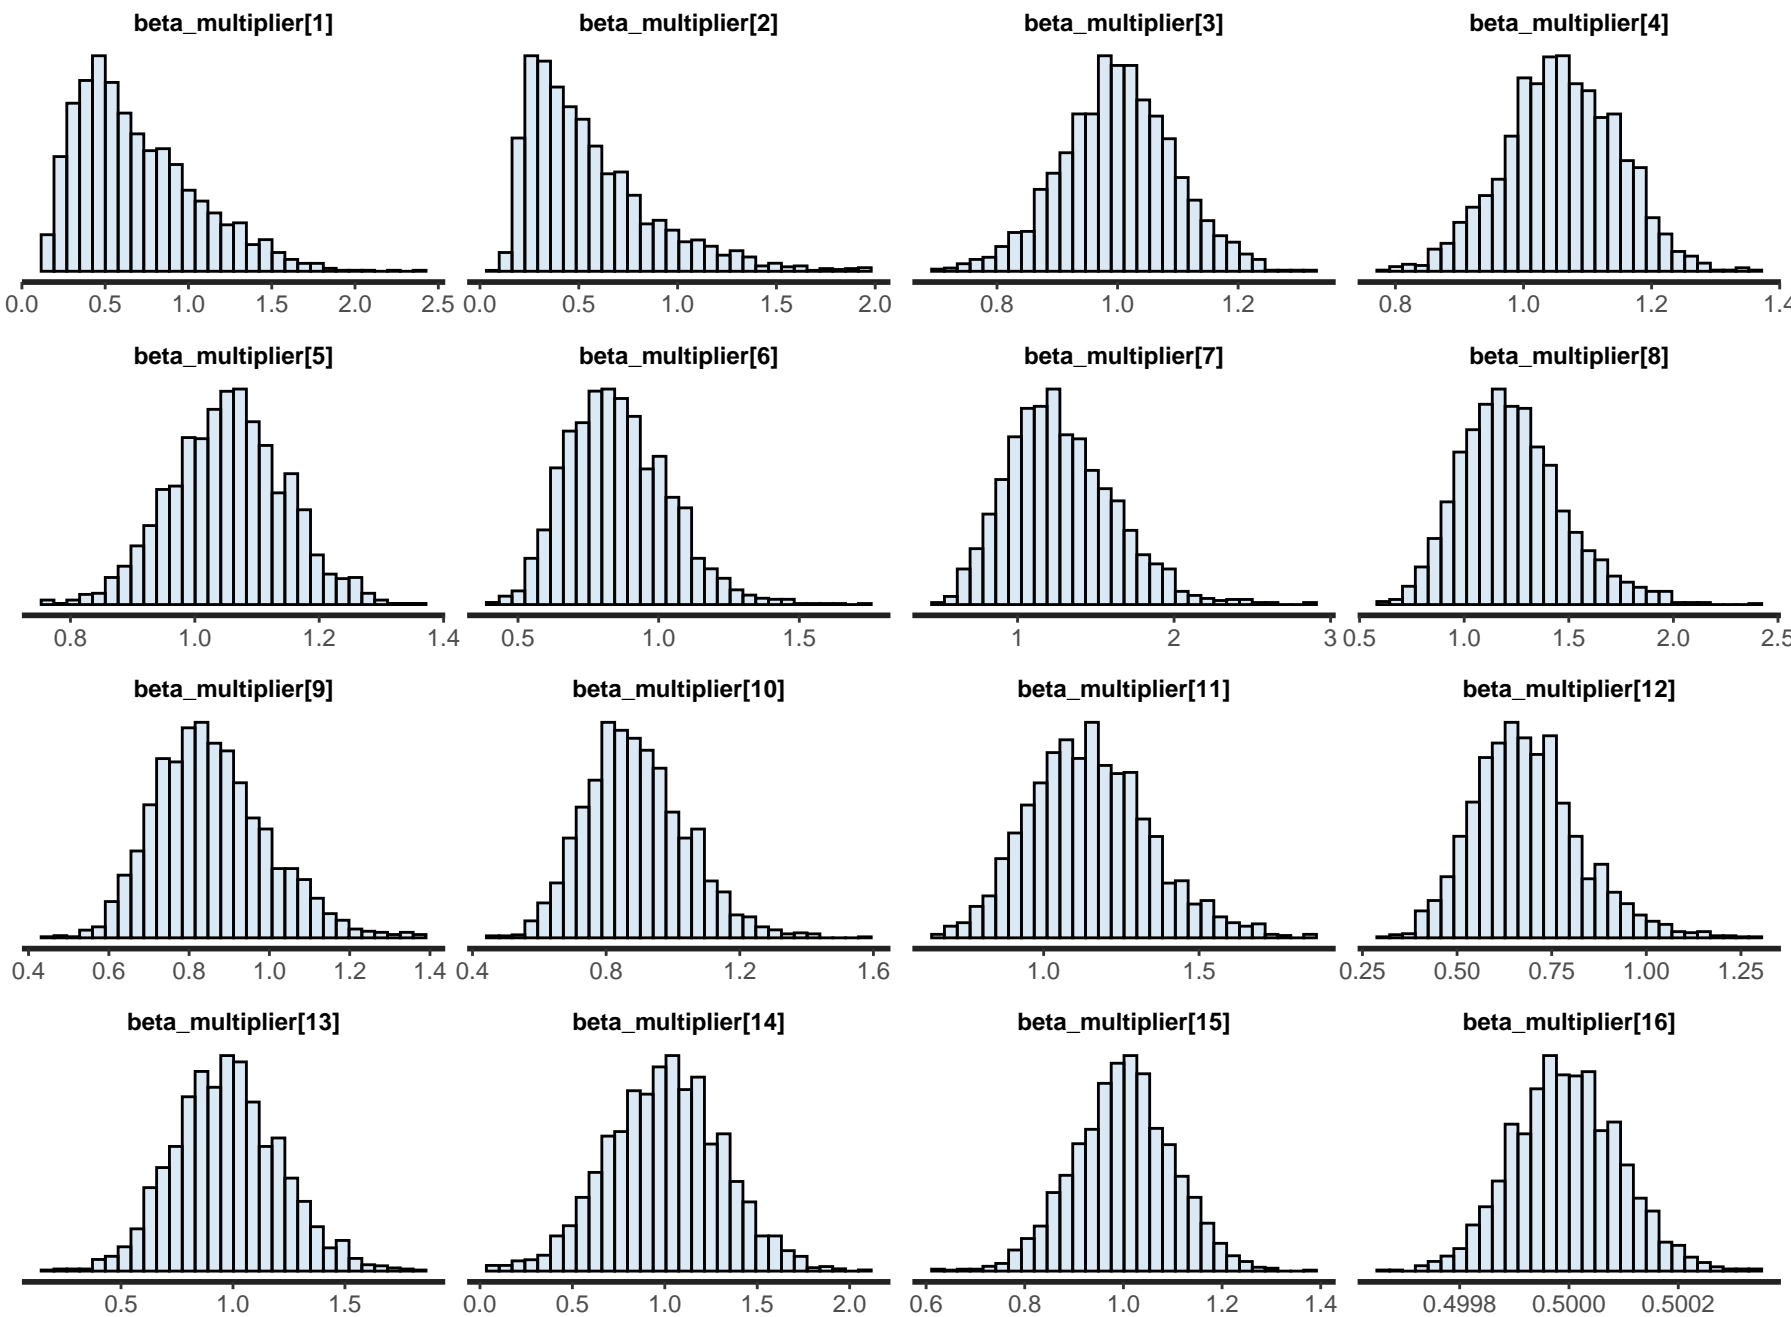 beta_multiplier[1] beta_multiplier[2] beta_multiplier[3] beta_multiplier[4]
0.0 0.5 1.0 1.5 2.0 2.5 0.0 0.5 1.0 1.5 2.0 0.8 1.0 1.2 0.8 1.0 1.2 1.4
beta_multiplier[5] beta_multiplier[6] beta_multiplier[7] beta_multiplier[8]
0.8 1.0 1.2 1.4 0.5 1.0 1.5 1 2 3 0.5 1.0 1.5 2.0 2.5
beta_multiplier[9] beta_multiplier[10] beta_multiplier[11] beta_multiplier[12]
0.4 0.6 0.8 1.0 1.2 1.4 0.4 0.8 1.2 1.6 1.0 1.5 0.25 0.50 0.75 1.00 1.25
beta_multiplier[13] beta_multiplier[14] beta_multiplier[15] beta_multiplier[16]
0.5 1.0 1.5 0.0 0.5 1.0 1.5 2.0 0.6 0.8 1.0 1.2 1.4 0.4998 0.5000 0.5002